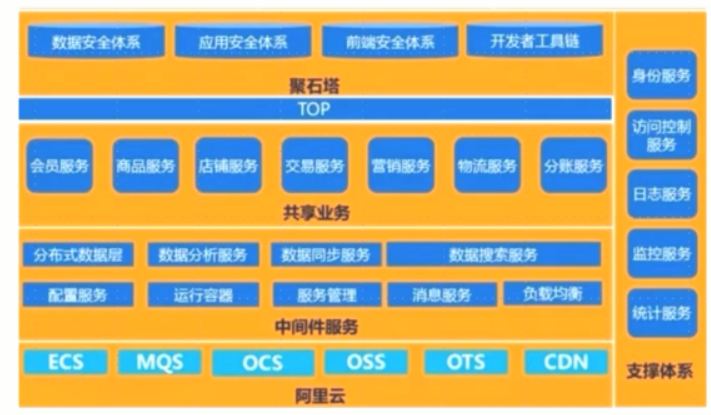 数据安全体系 应用安全体系 前端安全体系 开发者工具链
聚石塔
TOP
会员服务 商品服务 店铺服务 交易服务 营销服务 物流服务 分账服务
共享业务
分布式数据层 数据分析服务 数据同步服务 数据搜索服务
配置服务 运行容器 服务管理 消息服务 负载均衡
中间件服务
ECS MQS OCS OSS OTS CDN
阿里云
身份服务
访问控制
服务
日志服务
监控服务
统计服务
支撑体系